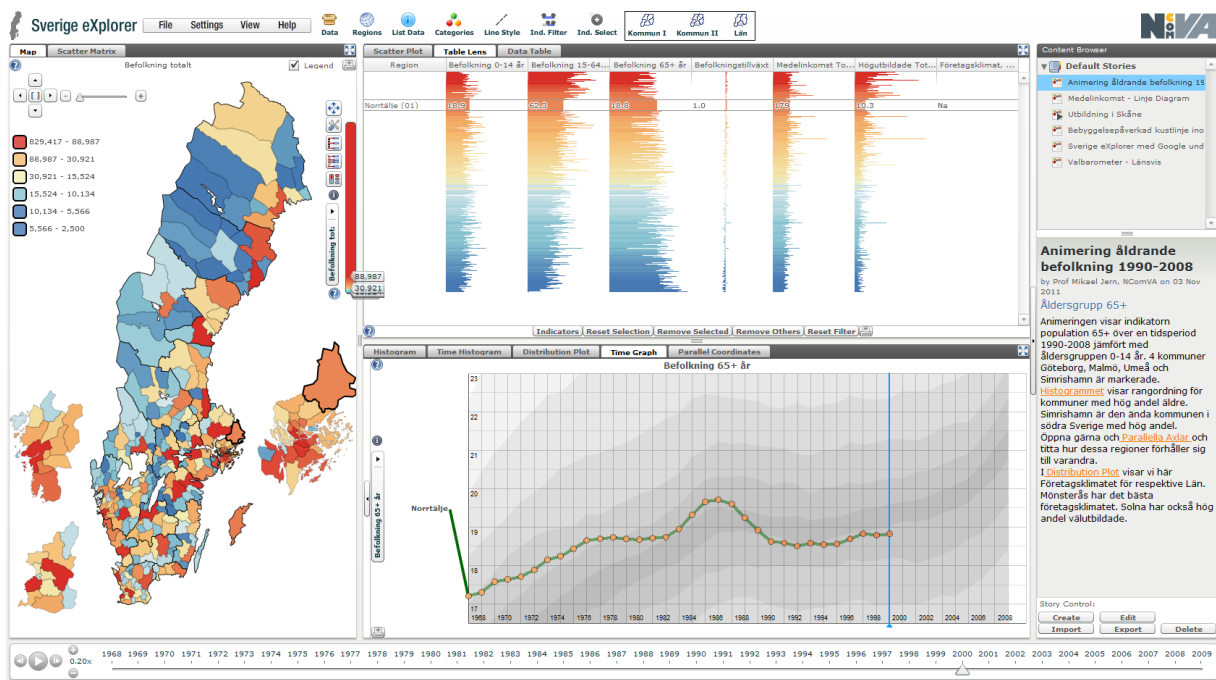 Sverige eXplorer
File Settings View Help
Data Regions List Data Categories Line Style Ind. Filter Ind. Select Kommun I Kommun II Län
NComVA
Map Scatter Matrix
Befolkning totalt
Legend
829,417 - 88,987
88,987 - 30,921
30,921 - 15,524
15,524 - 10,134
10,134 - 5,566
5,566 - 2,500
Befolkning tot:
88,987
30,921
Scatter Plot Table Lens Data Table
Region Befolkning 0-14 år Befolkning 15-64... Befolkning 65+ år Befolkningstillväxt Medelinkomst To... Högutbildade Tot... Företagsklimat, ...
Norrtälje (01) 18.9 62.3 18.8 1.0 179 10.3 Na
Indicators Reset Selection Remove Selected Remove Others Reset Filter
Histogram Time Histogram Distribution Plot Time Graph Parallel Coordinates
Befolkning 65+ år
23
22
21
20
19
18
17
Norrtälje
Befolkning 65+ år
1968 1970 1972 1974 1976 1978 1980 1982 1984 1986 1988 1990 1992 1994 1996 1998 2000 2002 2004 2006 2008
Content Browser
Default Stories
Animering åldrande befolkning 19
Medelinkomst - Linje Diagram
Utbildning i Skåne
Bebyggelsepåverkad kustlinje ino
Sverige eXplorer med Google und
Valbarometer - Länsvis
Animering åldrande
befolkning 1990-2008
by Prof Mikael Jern, NComVA on 03 Nov
2011
Åldersgrupp 65+
Animeringen visar indikatorn
population 65+ över en tidsperiod
1990-2008 jämfört med
åldersgruppen 0-14 år. 4 kommuner
Göteborg, Malmö, Umeå och
Simrishamn är markerade.
Histogrammet visar rangordning för
kommuner med hög andel äldre.
Simrishamn är den ända kommunen i
södra Sverige med hög andel.
Öppna gärna och Parallella Axlar och
titta hur dessa regioner förhåller sig
till varandra.
I Distribution Plot visar vi här
Företagsklimatet för respektive Län.
Mönsterås har det bästa
företagsklimatet. Solna har också hög
andel välutbildade.
Story Control:
Create Edit
Import Export Delete
0.20x
1968 1969 1970 1971 1972 1973 1974 1975 1976 1977 1978 1979 1980 1981 1982 1983 1984 1985 1986 1987 1988 1989 1990 1991 1992 1993 1994 1995 1996 1997 1998 1999 2000 2001 2002 2003 2004 2005 2006 2007 2008 2009